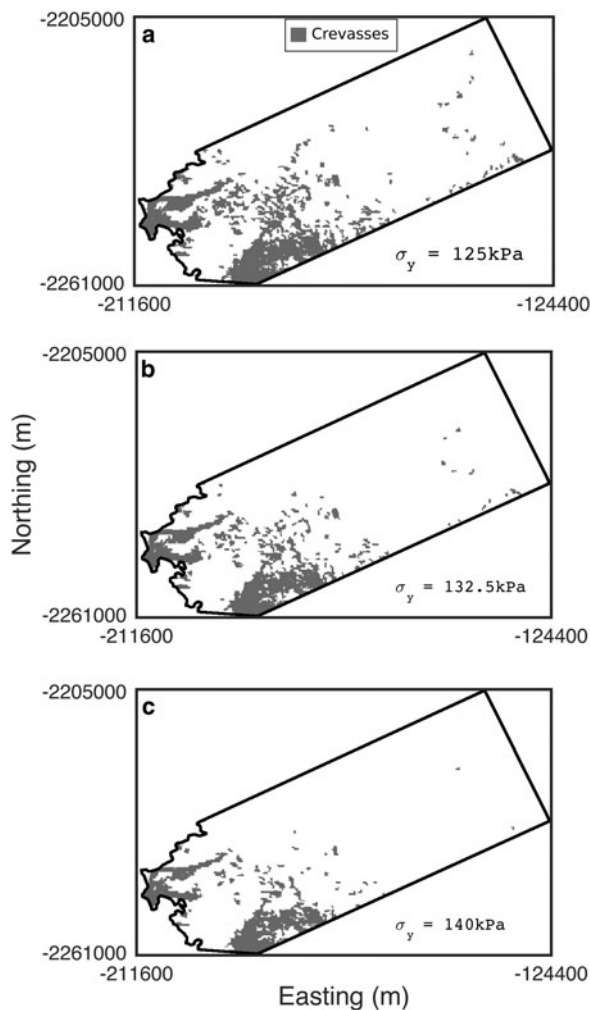 -2205000
a
Crevasses
σy = 125kPa
-2261000
-211600
-124400
-2205000
b
σy = 132.5kPa
-2261000
-211600
-124400
Northing (m)
-2205000
c
σy = 140kPa
-2261000
-211600
-124400
Easting (m)